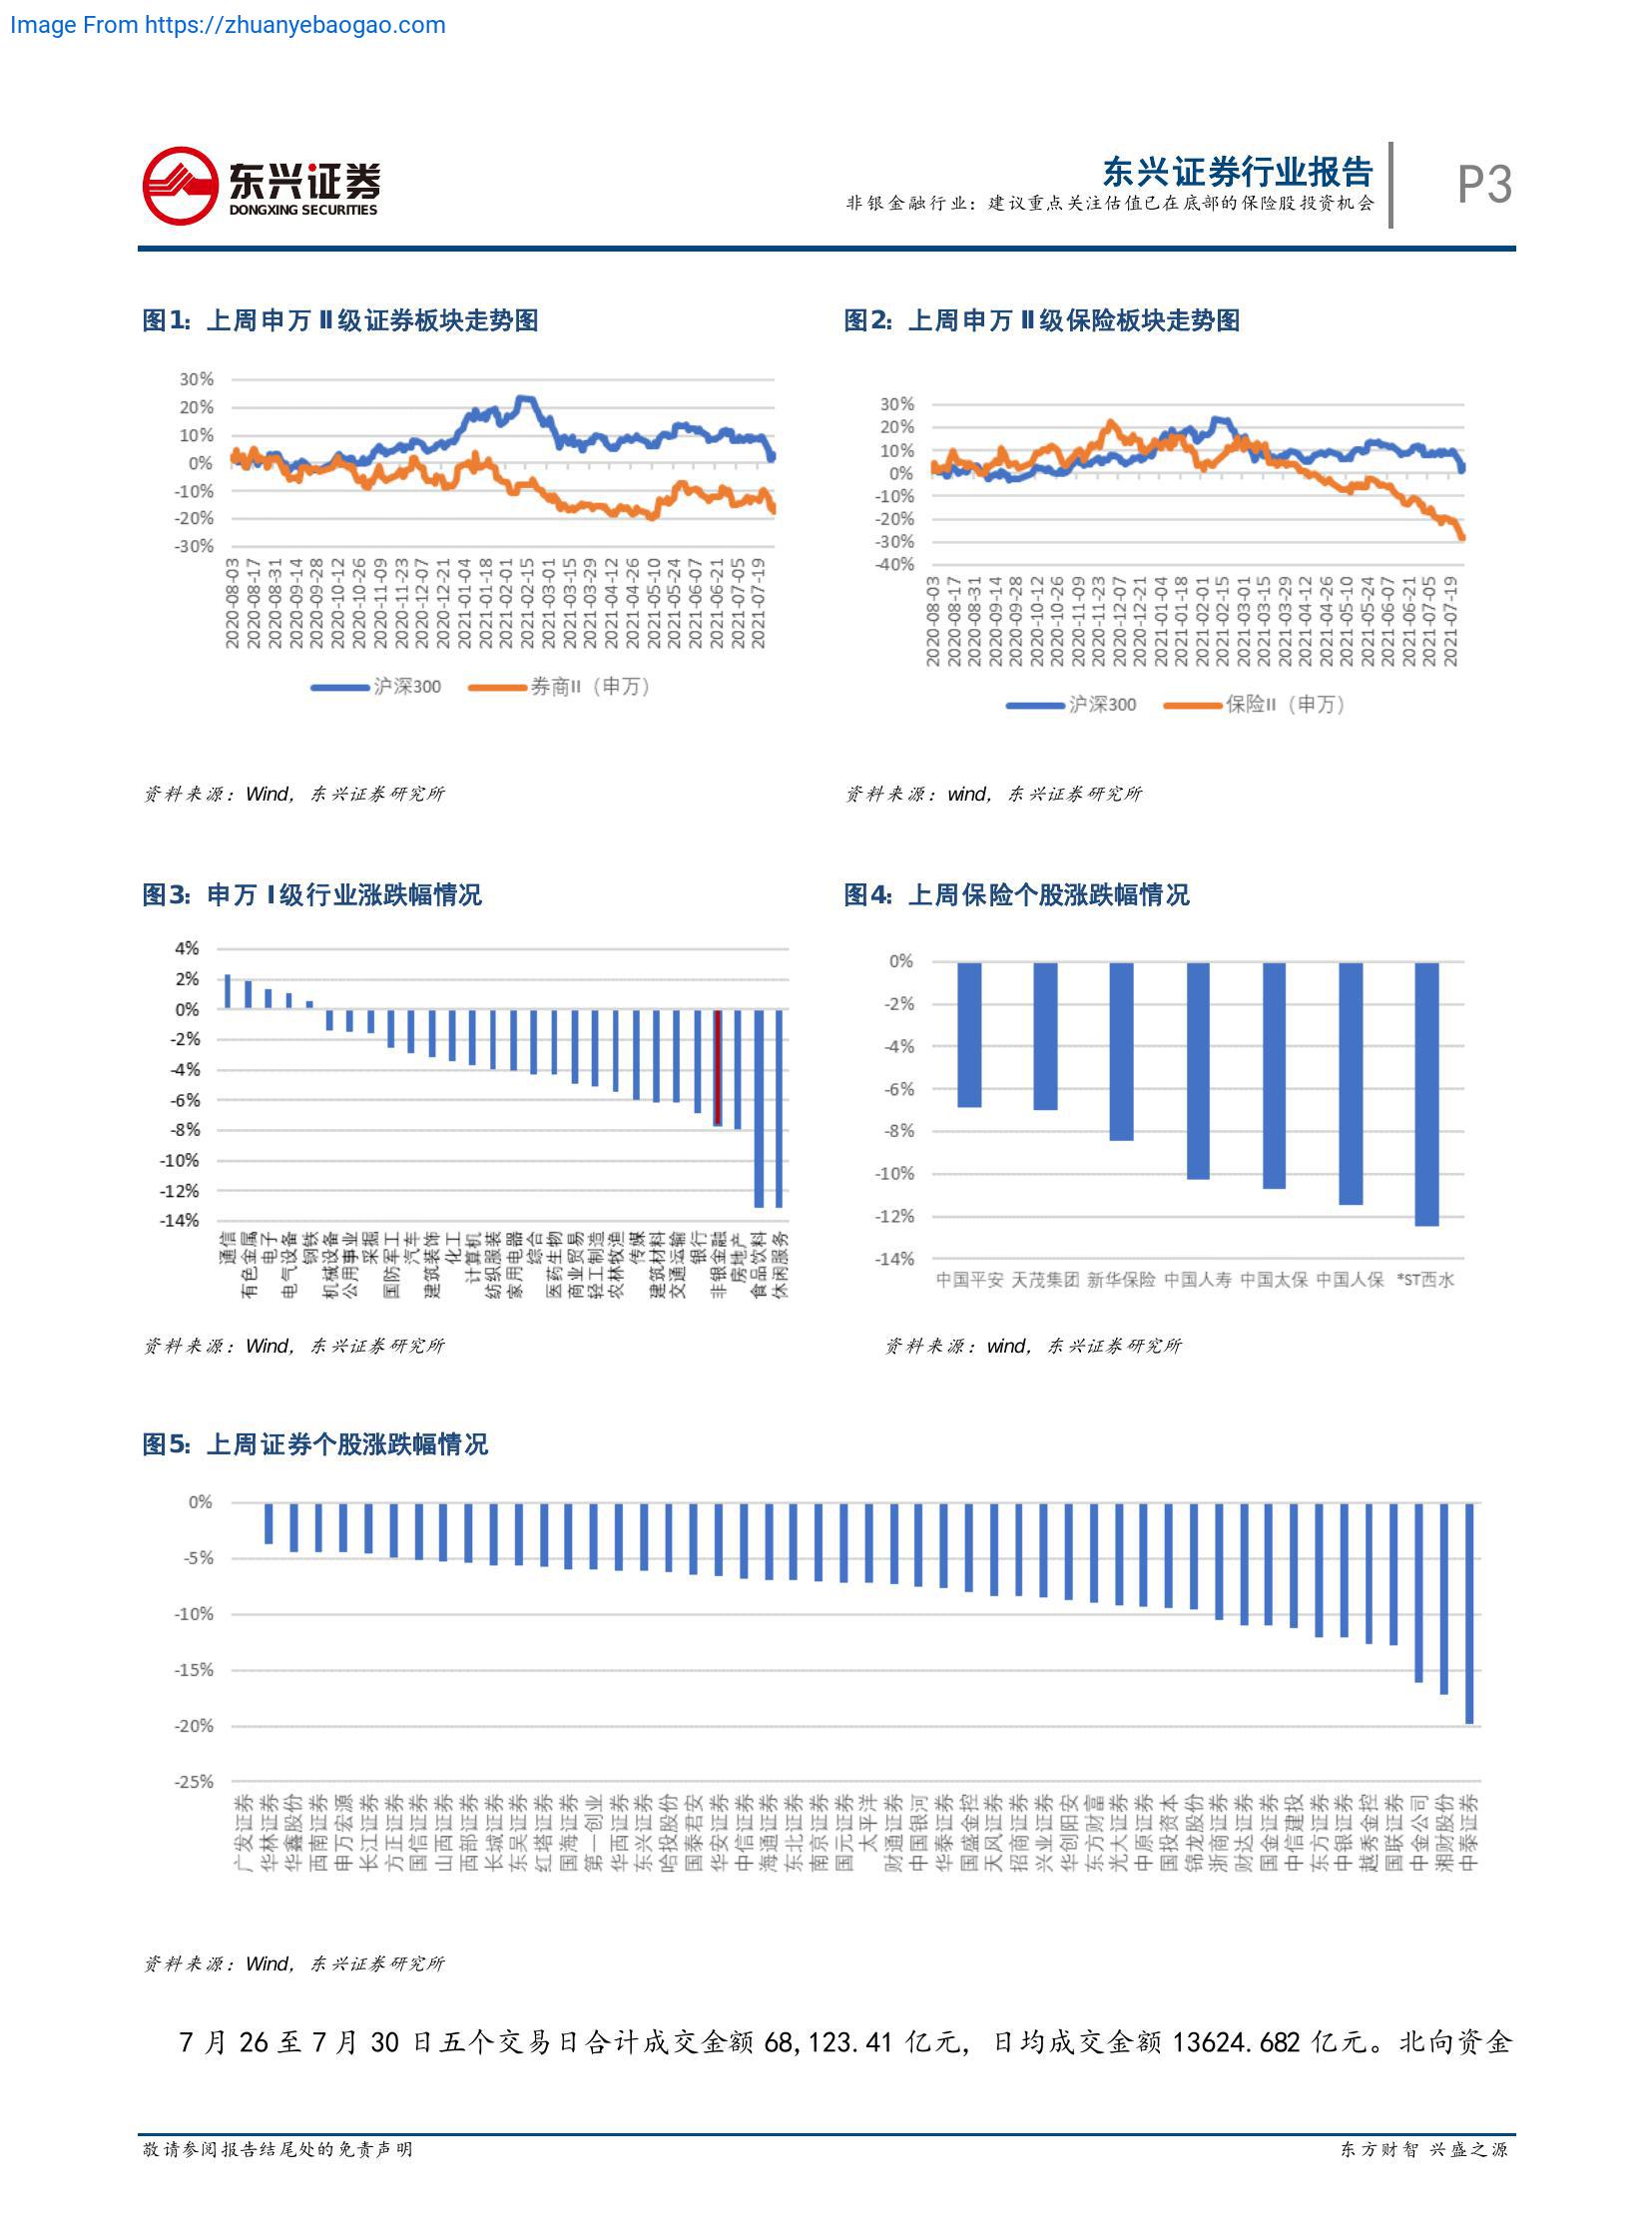 Image From https://zhuanyebaogao.com
东兴证券
DONGXING SECURITIES
东兴证券行业报告
非银金融行业：建议重点关注估值已在底部的保险股投资机会
P3
图1：上周申万 II 级证券板块走势图
30%
20%
10%
0%
-10%
-20%
-30%
2020-08-03
2020-08-17
2020-08-31
2020-09-14
2020-09-28
2020-10-12
2020-10-26
2020-11-09
2020-11-23
2020-12-07
2020-12-21
2021-01-04
2021-01-18
2021-02-01
2021-02-15
2021-03-01
2021-03-15
2021-03-29
2021-04-12
2021-04-26
2021-05-10
2021-05-24
2021-06-07
2021-06-21
2021-07-05
2021-07-19
沪深300 券商II（申万）
资料来源：Wind，东兴证券研究所
图2：上周申万 II 级保险板块走势图
30%
20%
10%
0%
-10%
-20%
-30%
-40%
2020-08-03
2020-08-17
2020-08-31
2020-09-14
2020-09-28
2020-10-12
2020-10-26
2020-11-09
2020-11-23
2020-12-07
2020-12-21
2021-01-04
2021-01-18
2021-02-01
2021-02-15
2021-03-01
2021-03-15
2021-03-29
2021-04-12
2021-04-26
2021-05-10
2021-05-24
2021-06-07
2021-06-21
2021-07-05
2021-07-19
沪深300 保险II（申万）
资料来源：wind，东兴证券研究所
图3：申万 I 级行业涨跌幅情况
4%
2%
0%
-2%
-4%
-6%
-8%
-10%
-12%
-14%
通信
有色金属
电子
电气设备
钢铁
机械设备
公用事业
采掘
国防军工
汽车
建筑装饰
化工
计算机
纺织服装
家用电器
综合
医药生物
商业贸易
轻工制造
农林牧渔
传媒
建筑材料
交通运输
银行
非银金融
房地产
食品饮料
休闲服务
资料来源：Wind，东兴证券研究所
图4：上周保险个股涨跌幅情况
0%
-2%
-4%
-6%
-8%
-10%
-12%
-14%
中国平安 天茂集团 新华保险 中国人寿 中国太保 中国人保 *ST西水
资料来源：wind，东兴证券研究所
图5：上周证券个股涨跌幅情况
0%
-5%
-10%
-15%
-20%
-25%
广发证券
华林证券
华鑫股份
西南证券
申万宏源
长江证券
方正证券
国信证券
山西证券
西部证券
长城证券
东吴证券
红塔证券
国海证券
第一创业
华西证券
东兴证券
哈投股份
国泰君安
华安证券
中信证券
海通证券
东北证券
南京证券
国元证券
太平洋
财通证券
中国银河
华泰证券
国盛金控
天风证券
招商证券
兴业证券
华创阳安
东方财富
光大证券
中原证券
国投资本
锦龙股份
浙商证券
财达证券
国金证券
中信建投
东方证券
中银证券
越秀金控
国联证券
中金公司
湘财股份
中泰证券
资料来源：Wind，东兴证券研究所
7 月 26 至 7 月 30 日五个交易日合计成交金额 68,123.41 亿元，日均成交金额 13624.682 亿元。北向资金
敬请参阅报告结尾处的免责声明
东方财智 兴盛之源